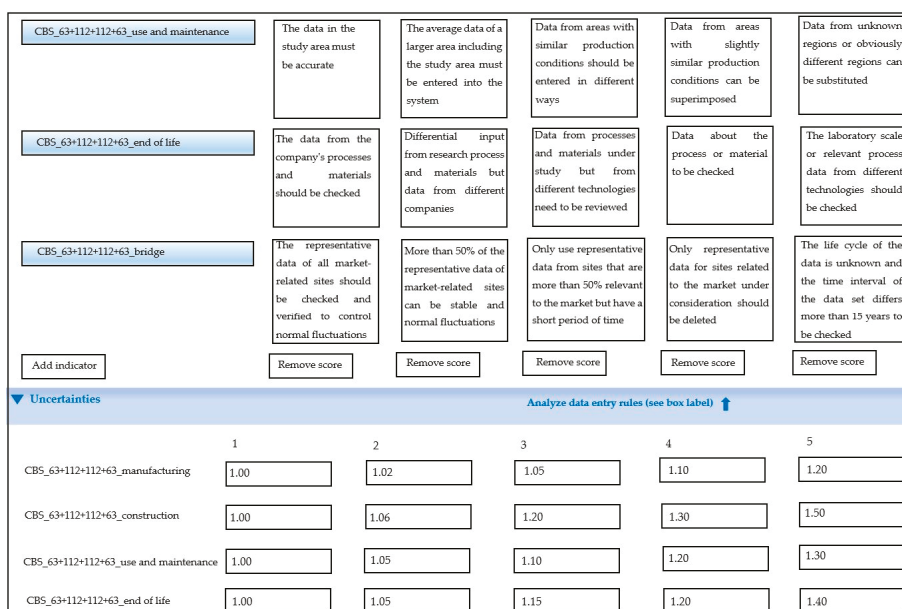 CBS_63+112+112+63_use and maintenance
The data in the
study area must
be accurate
The average data of a
larger area including
the study area must
be entered into the
system
Data from areas with
similar production
conditions should be
entered in different
ways
Data from areas
with slightly
similar production
conditions can be
superimposed
Data from unknown
regions or obviously
different regions can
be substituted
CBS_63+112+112+63_end of life
The data from the
company's processes
and materials
should be checked
Differential input
from research process
and materials but
data from different
companies
Data from processes
and materials under
study but from
different technologies
need to be reviewed
Data about the
process or material
to be checked
The laboratory scale
or relevant process
data from different
technologies should
be checked
CBS_63+112+112+63_bridge
The representative
data of all market-
related sites should
be checked and
verified to control
normal fluctuations
More than 50% of the
representative data of
market-related sites
can be stable and
normal fluctuations
Only use representative
data from sites that are
more than 50% relevant
to the market but have a
short period of time
Only representative
data for sites related
to the market under
consideration should
be deleted
The life cycle of the
data is unknown and
the time interval of
the data set differs
more than 15 years to
be checked
Add indicator
Remove score
Remove score
Remove score
Remove score
Remove score
Uncertainties
Analyze data entry rules (see box label)
1 2 3 4 5
CBS_63+112+112+63_manufacturing 1.00 1.02 1.05 1.10 1.20
CBS_63+112+112+63_construction 1.00 1.06 1.20 1.30 1.50
CBS_63+112+112+63_use and maintenance 1.00 1.05 1.10 1.20 1.30
CBS_63+112+112+63_end of life 1.00 1.05 1.15 1.20 1.40